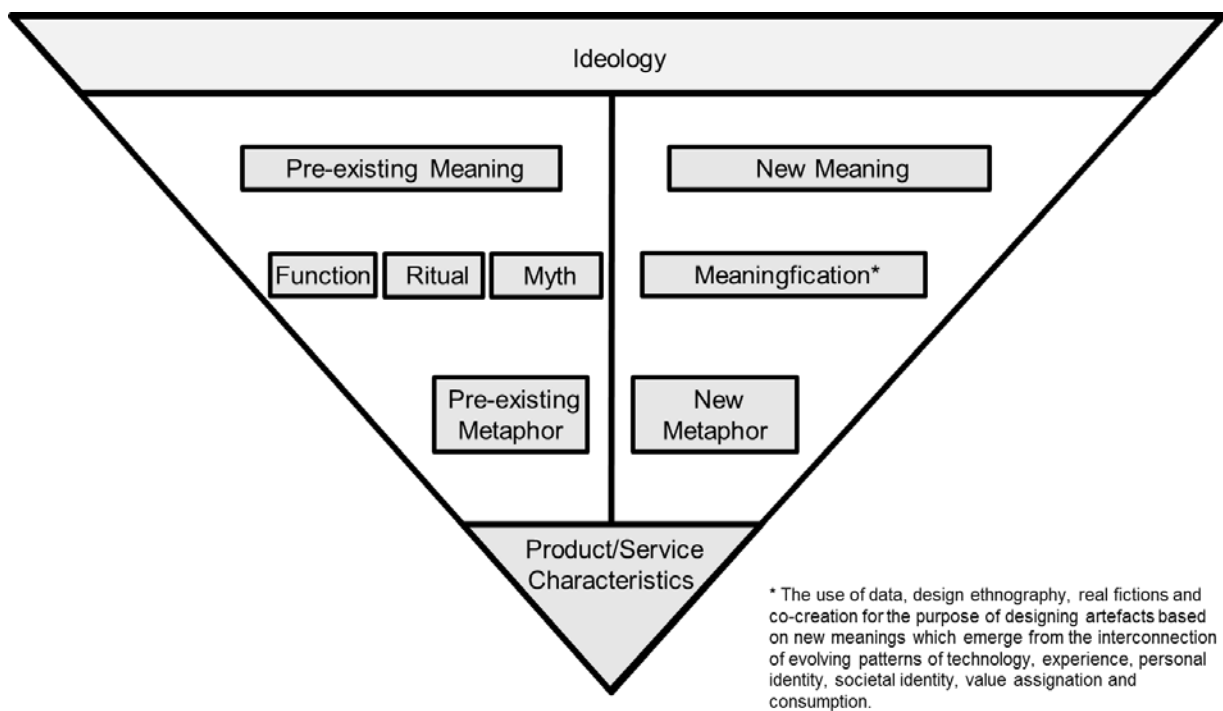 Ideology
Pre-existing Meaning
New Meaning
Function
Ritual
Myth
Meaningfication*
Pre-existing
Metaphor
New
Metaphor
Product/Service
Characteristics
* The use of data, design ethnography, real fictions and
co-creation for the purpose of designing artefacts based
on new meanings which emerge from the interconnection
of evolving patterns of technology, experience, personal
identity, societal identity, value assignation and
consumption.